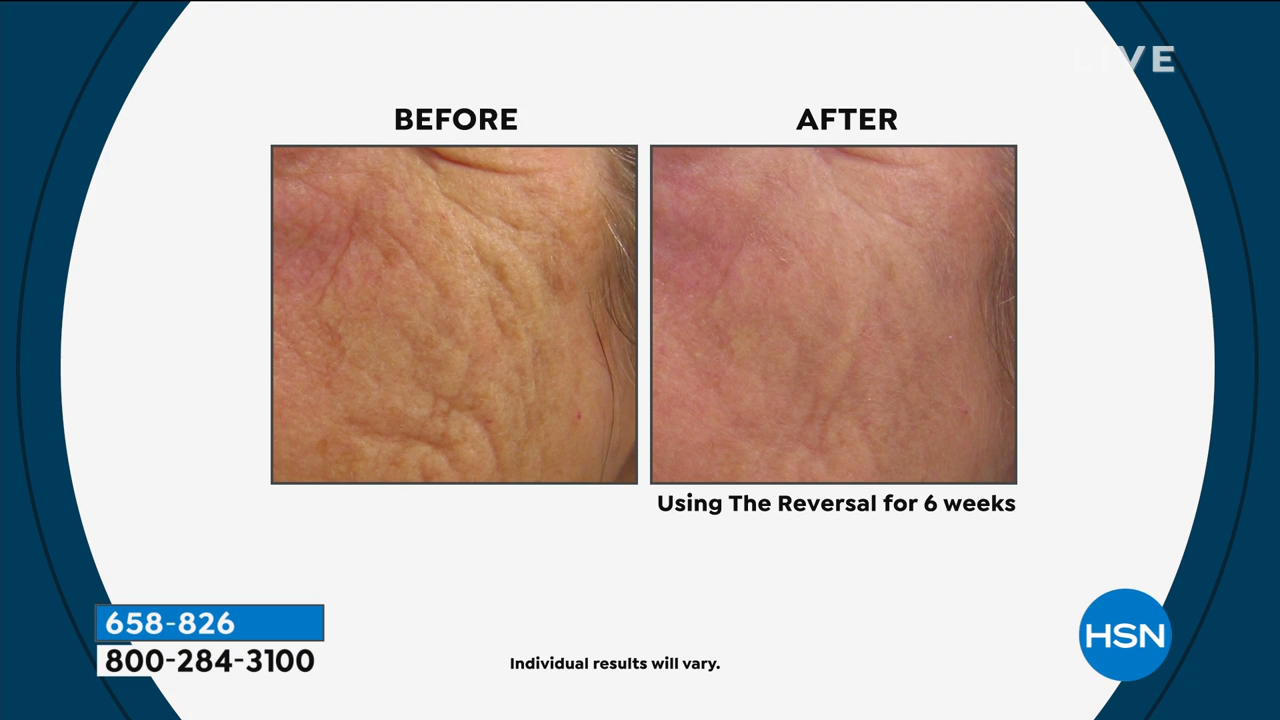 LIVE
BEFORE
AFTER
Using The Reversal for 6 weeks
658-826
800-284-3100
Individual results will vary.
HSN